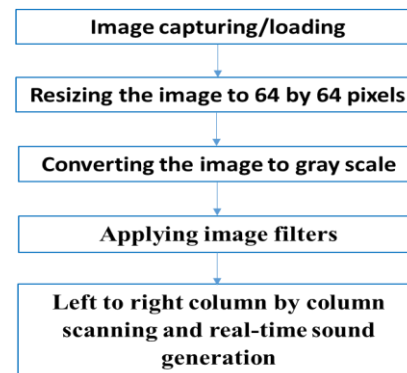 Image capturing/loading
Resizing the image to 64 by 64 pixels
Converting the image to gray scale
Applying image filters
Left to right column by column
scanning and real-time sound
generation